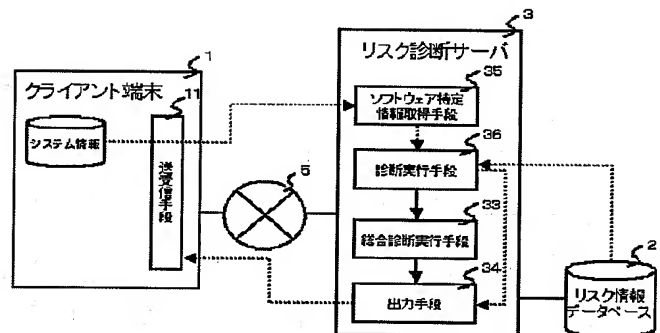 1
クライアント端末
11
システム情報
送受信手段
5
3
リスク診断サーバ
35
ソフトウェア特定
情報取得手段
36
診断実行手段
33
総合診断実行手段
34
出力手段
2
リスク情報
データベース